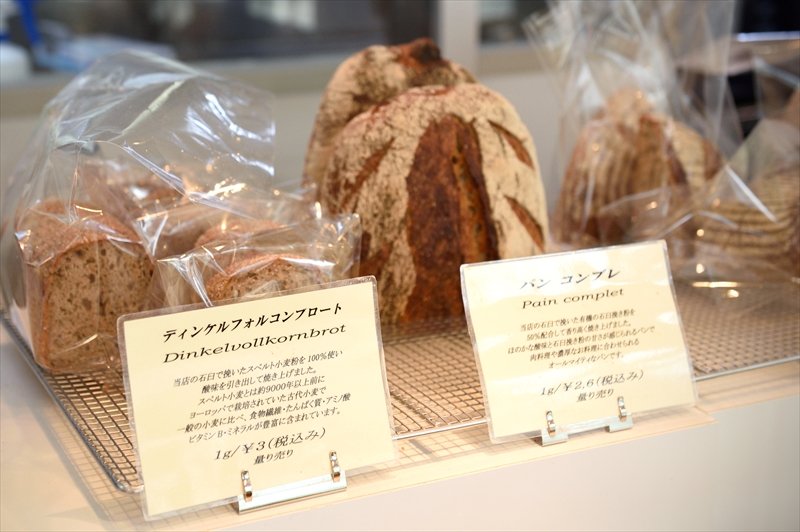 ディンケルフォルコンブロート
Dinkelvollkornbrot
当店の石臼で挽いたスペルト小麦粉を100%使い
酸味を引き出して焼き上げました。
スペルト小麦とは約9000年以上前に
ヨーロッパで栽培されていた古代小麦で
一般の小麦に比べ、食物繊維・たんぱく質・アミノ酸
ビタミンB・ミネラルが豊富に含まれています。
1g/¥3(税込み)
量り売り
パン コンプレ
Pain complet
当店の石臼で挽いた有機の石臼挽き粉を
50%配合して香り高く焼き上げました。
ほのかな酸味と石臼挽き粉の甘さが感じられるパンで
肉料理や濃厚なお料理に合わせられる
オールマイティなパンです。
1g/¥2,6(税込み)
量り売り